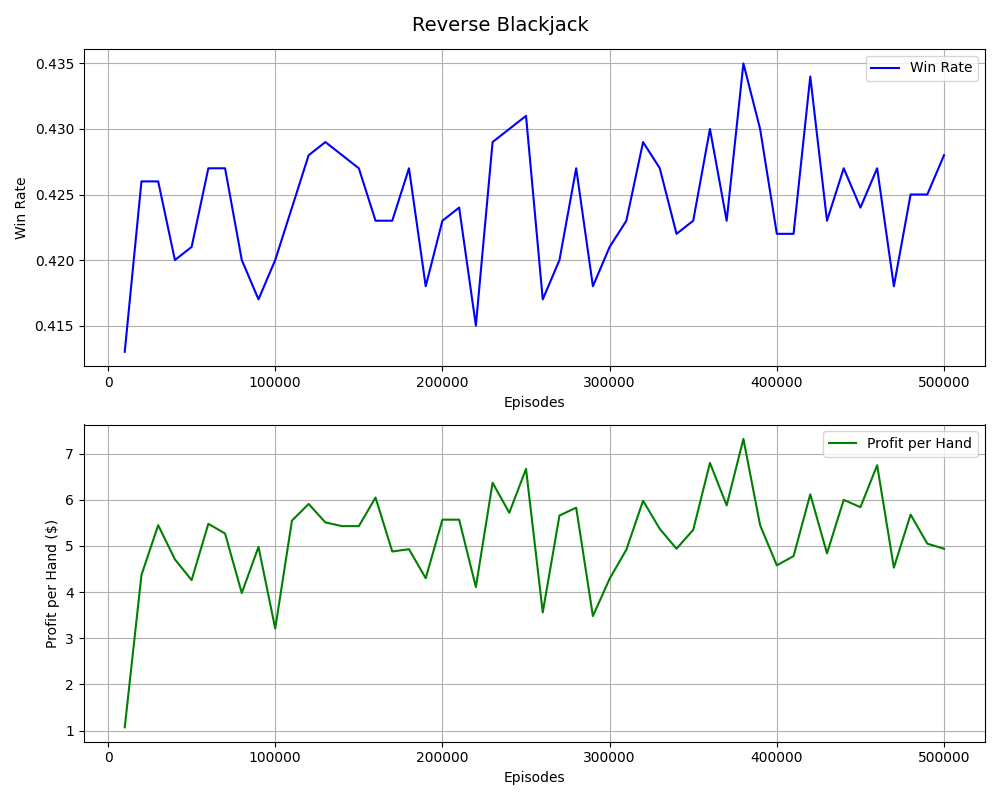 Reverse Blackjack
Win Rate
0.435
0.430
0.425
0.420
0.415
Win Rate
0 100000 200000 300000 400000 500000
Episodes
Profit per Hand
7
6
5
4
3
2
1
Profit per Hand ($)
0 100000 200000 300000 400000 500000
Episodes